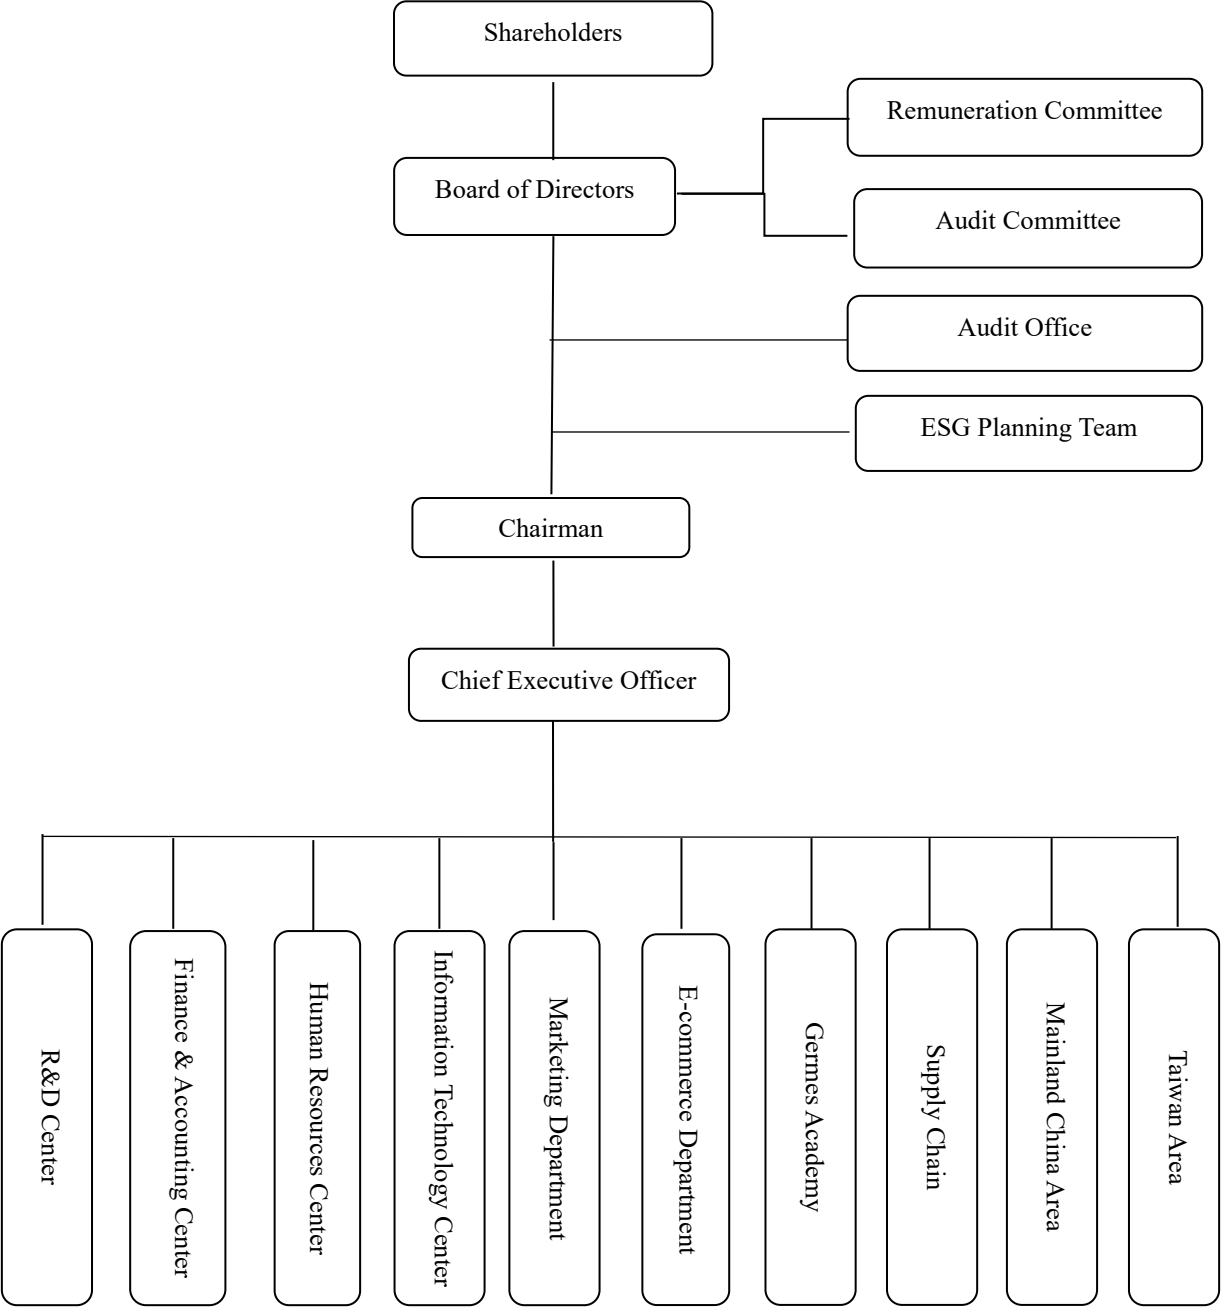 Shareholders
Remuneration Committee
Board of Directors
Audit Committee
Audit Office
ESG Planning Team
Chairman
Chief Executive Officer
R&D Center
Finance & Accounting Center
Human Resources Center
Information Technology Center
Marketing Department
E-commerce Department
Germes Academy
Supply Chain
Mainland China Area
Taiwan Area